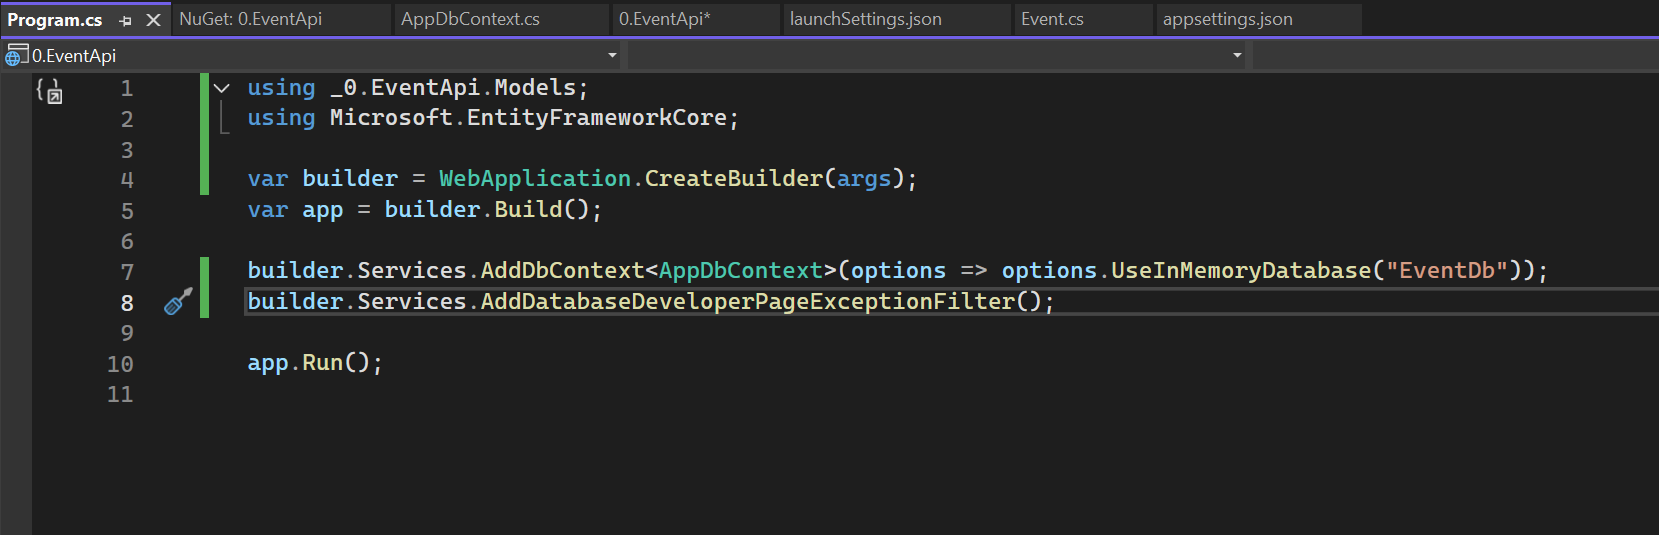 Program.cs NuGet: 0.EventApi AppDbContext.cs 0.EventApi* launchSettings.json Event.cs appsettings.json
0.EventApi
1 using _0.EventApi.Models;
2 using Microsoft.EntityFrameworkCore;
3
4 var builder = WebApplication.CreateBuilder(args);
5 var app = builder.Build();
6
7 builder.Services.AddDbContext<AppDbContext>(options => options.UseInMemoryDatabase("EventDb"));
8 builder.Services.AddDatabaseDeveloperPageExceptionFilter();
9
10 app.Run();
11